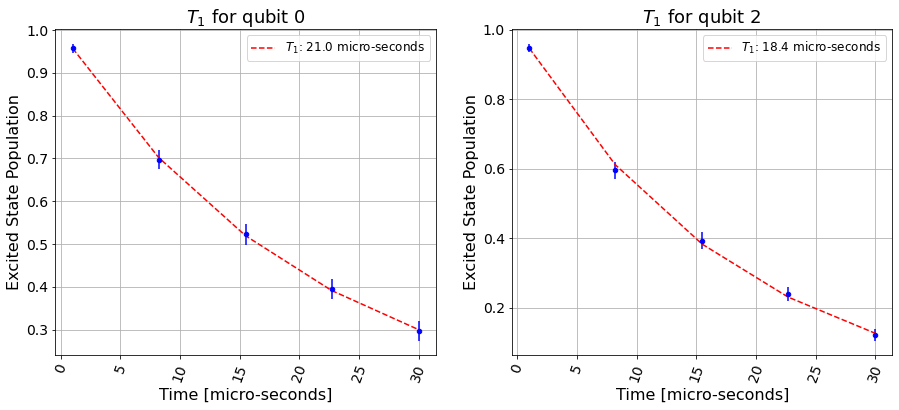 T₁ for qubit 0
1.0
0.9
0.8
0.7
0.6
0.5
0.4
0.3
Excited State Population
T₁: 21.0 micro-seconds
0 5 10 15 20 25 30
Time [micro-seconds]
T₁ for qubit 2
1.0
0.8
0.6
0.4
0.2
Excited State Population
T₁: 18.4 micro-seconds
0 5 10 15 20 25 30
Time [micro-seconds]